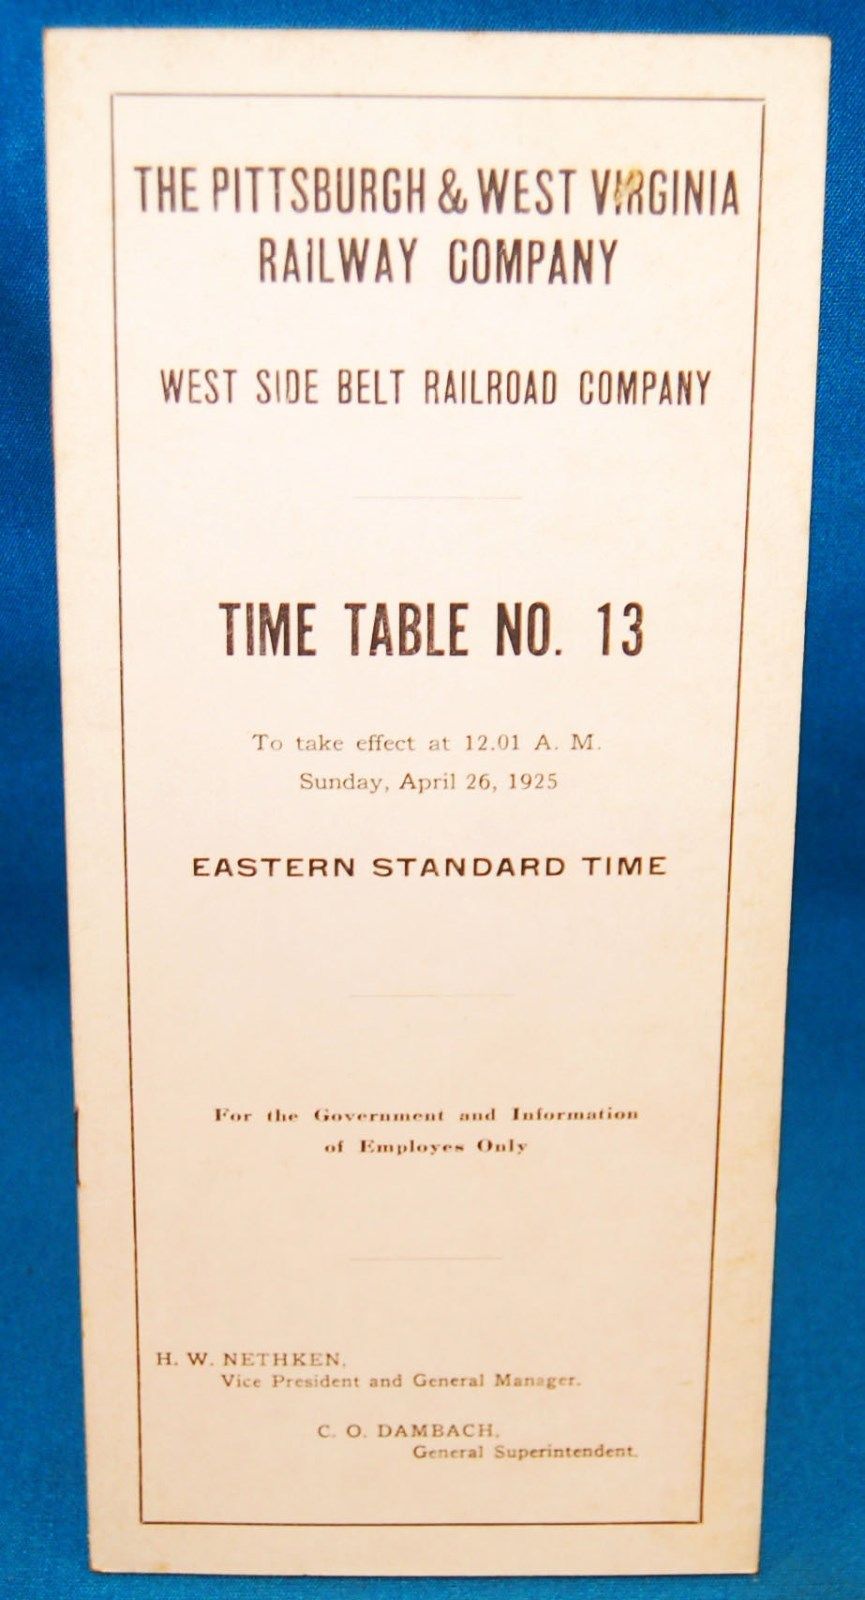 THE PITTSBURGH & WEST VIRGINIA
RAILWAY COMPANY
WEST SIDE BELT RAILROAD COMPANY
TIME TABLE NO. 13
To take effect at 12.01 A. M.
Sunday, April 26, 1925
EASTERN STANDARD TIME
For the Government and Information
of Employes Only
H. W. NETHKEN,
Vice President and General Manager.
C. O. DAMBACH,
General Superintendent.